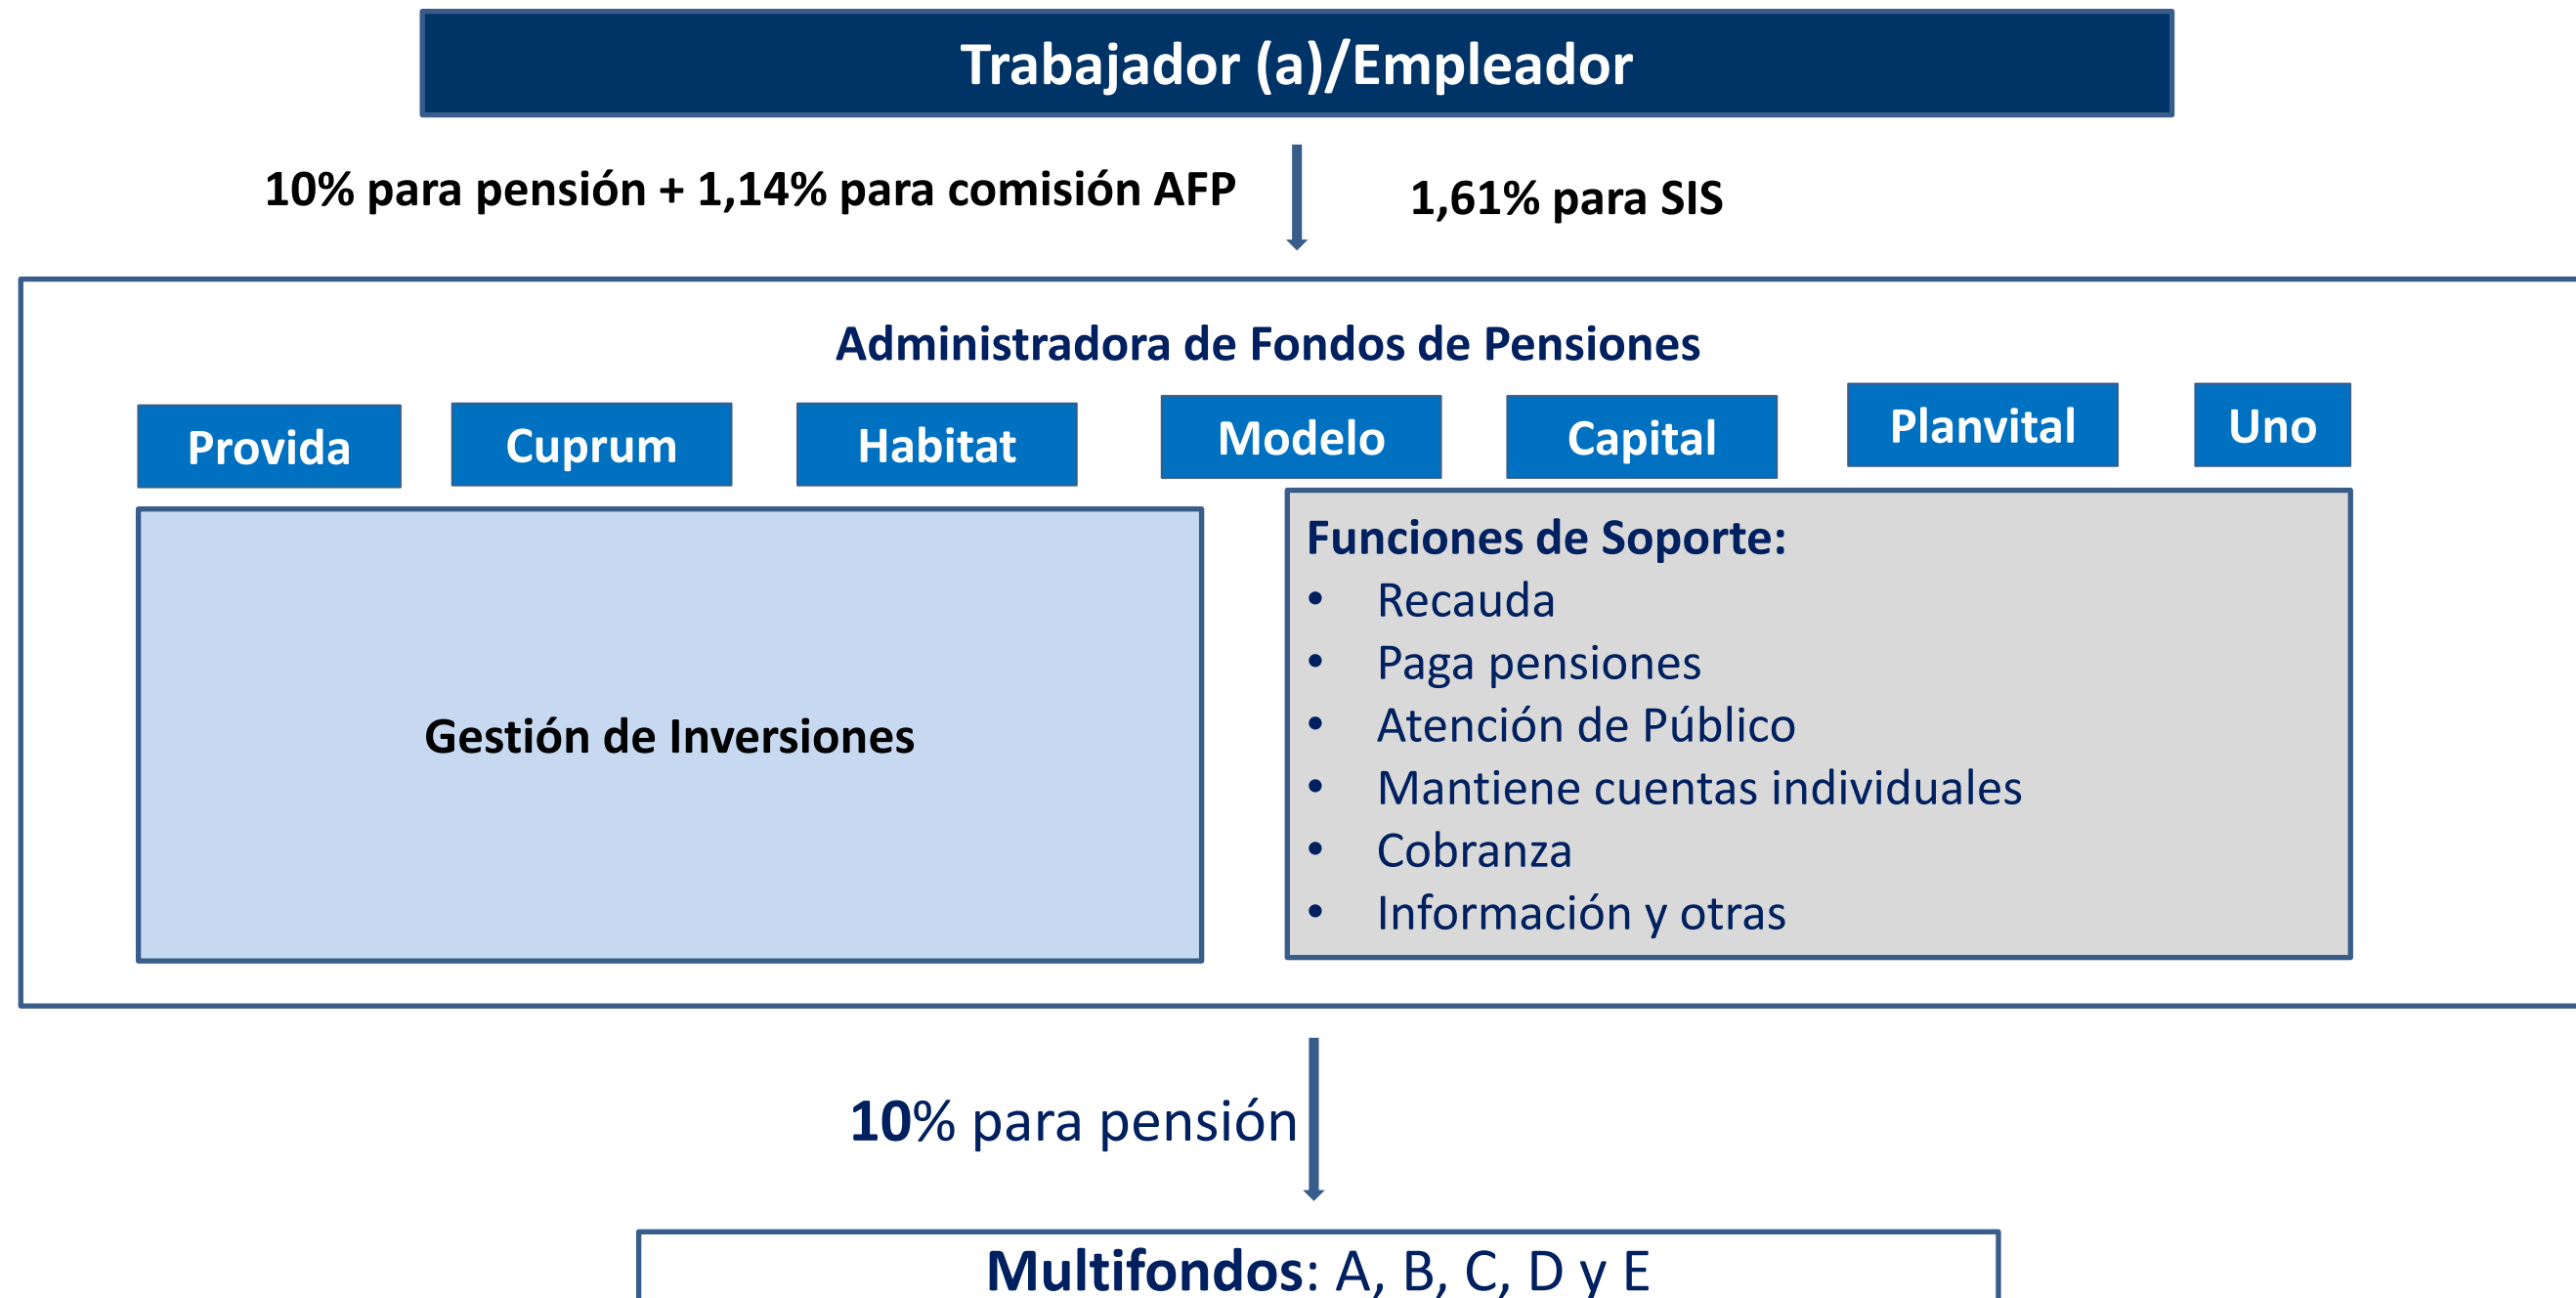 Trabajador (a)/Empleador
10% para pensión + 1,14% para comisión AFP
1,61% para SIS
Administradora de Fondos de Pensiones
Provida
Cuprum
Habitat
Modelo
Capital
Planvital
Uno
Gestión de Inversiones
Funciones de Soporte:
• Recauda
• Paga pensiones
• Atención de Público
• Mantiene cuentas individuales
• Cobranza
• Información y otras
10% para pensión
Multifondos: A, B, C, D y E